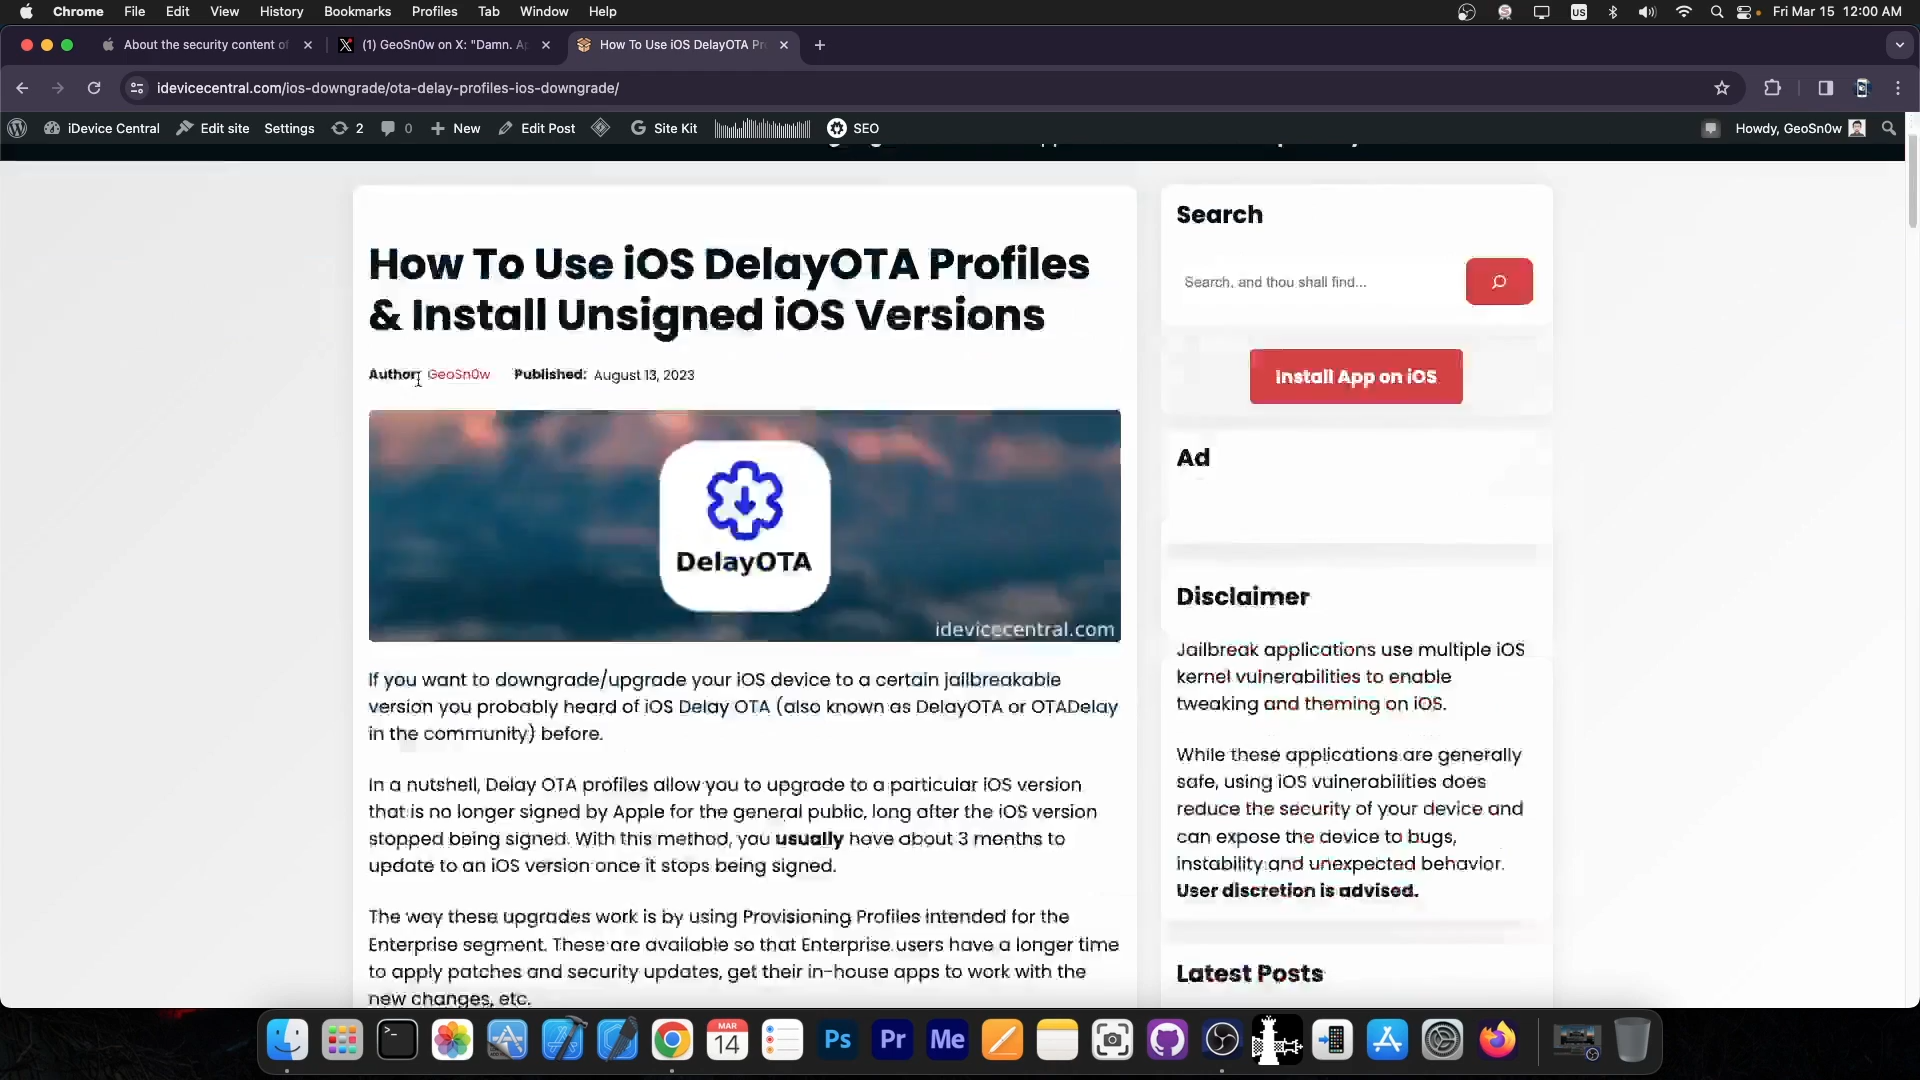 Chrome File Edit View History Bookmarks Profiles Tab Window Help US Fri Mar 15 12:00 AM
About the security content of (1) GeoSn0w on X: "Damn. Ap How To Use iOS DelayOTA Pr
idevicecentral.com/ios-downgrade/ota-delay-profiles-ios-downgrade/
iDevice Central Edit site Settings 2 0 New Edit Post Site Kit SEO Howdy, GeoSn0w
How To Use iOS DelayOTA Profiles
& Install Unsigned iOS Versions
Author: GeoSn0w Published: August 13, 2023
DelayOTA
idevicecentral.com
If you want to downgrade/upgrade your iOS device to a certain jailbreakable
version you probably heard of iOS Delay OTA (also known as DelayOTA or OTADelay
in the community) before.
In a nutshell, Delay OTA profiles allow you to upgrade to a particular iOS version
that is no longer signed by Apple for the general public, long after the iOS version
stopped being signed. With this method, you usually have about 3 months to
update to an iOS version once it stops being signed.
The way these upgrades work is by using Provisioning Profiles intended for the
Enterprise segment. These are available so that Enterprise users have a longer time
to apply patches and security updates, get their in-house apps to work with the
new changes, etc.
Search
Search, and thou shall find...
Install App on iOS
Ad
Disclaimer
Jailbreak applications use multiple iOS
kernel vulnerabilities to enable
tweaking and theming on iOS.
While these applications are generally
safe, using iOS vulnerabilities does
reduce the security of your device and
can expose the device to bugs,
instability and unexpected behavior.
User discretion is advised.
Latest Posts
MAR
14
Ps
Pr
Me